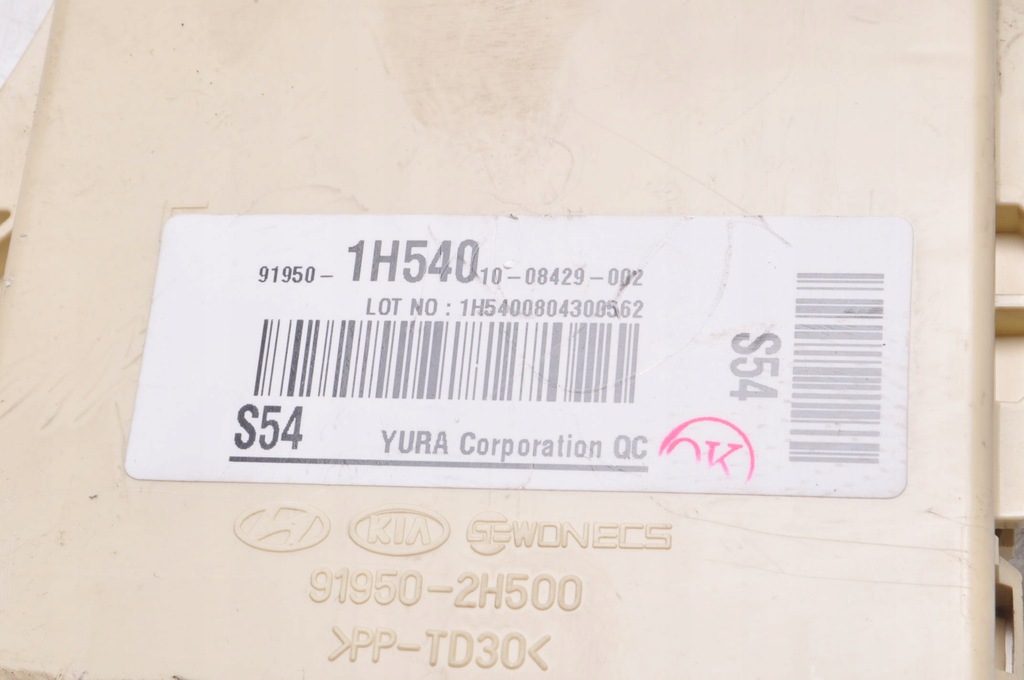 91950- 1H540 10-08429-002
LOT NO : 1H5400804300562
S54
S54 YURA Corporation QC OK
KIA SEWONECS
91950-2H500
>PP-TD30<